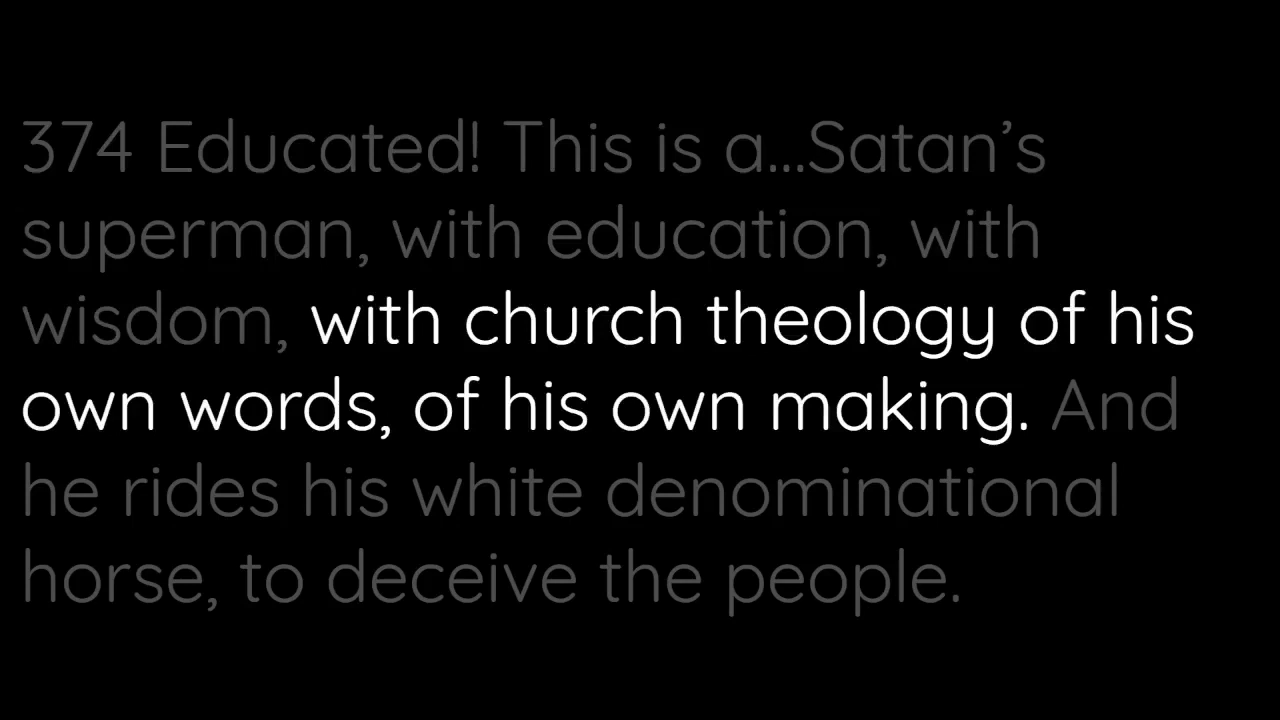 374 Educated! This is a...Satan’s
superman, with education, with
wisdom, with church theology of his
own words, of his own making. And
he rides his white denominational
horse, to deceive the people.